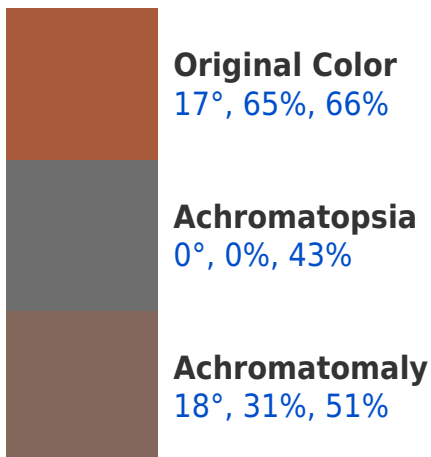 Original Color
17°, 65%, 66%
Achromatopsia
0°, 0%, 43%
Achromatomaly
18°, 31%, 51%